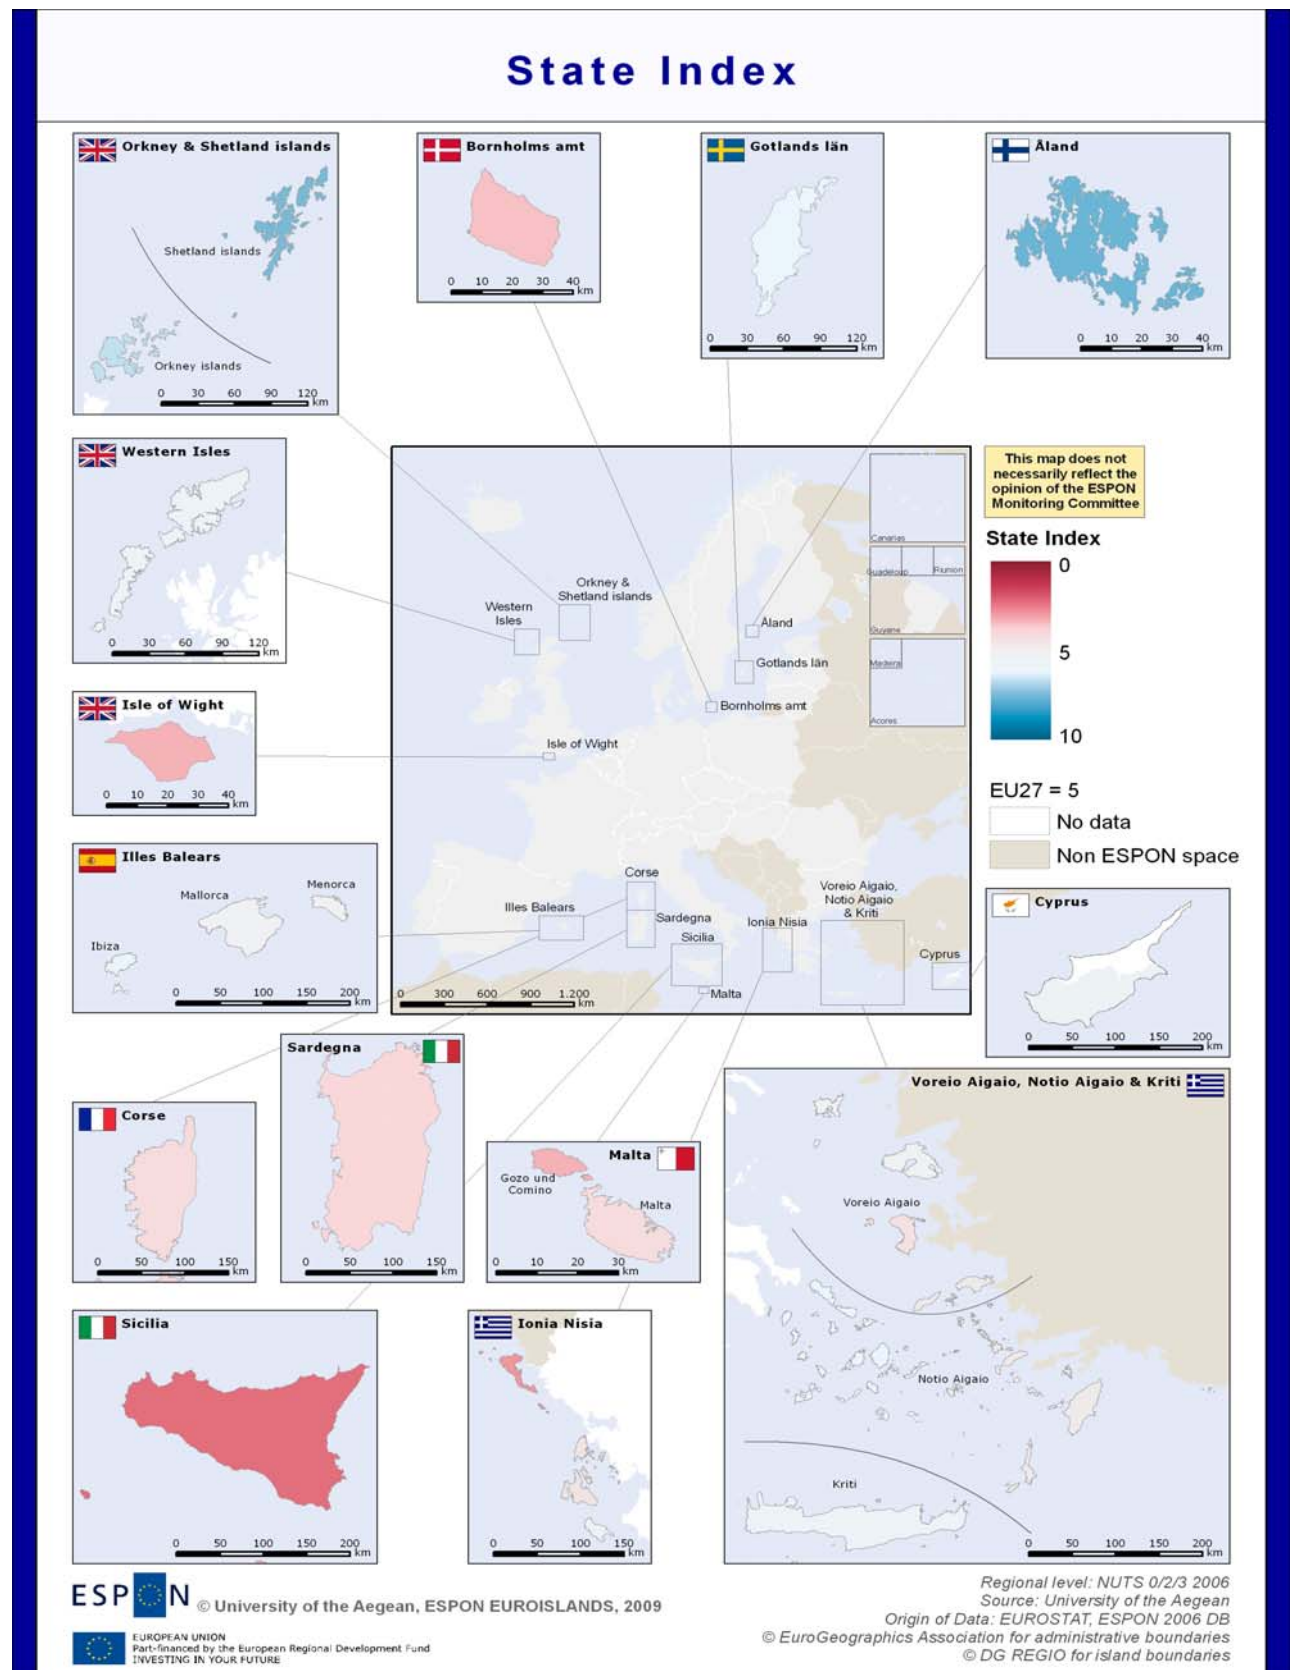 State Index
Orkney & Shetland islands
Shetland islands
Orkney islands
0 30 60 90 120
km
Bornholms amt
0 10 20 30 40
km
Gotlands län
0 30 60 90 120
km
Åland
0 10 20 30 40
km
Western Isles
0 30 60 90 120
km
Isle of Wight
0 10 20 30 40
km
Illes Balears
Mallorca
Menorca
Ibiza
0 50 100 150 200
km
Orkney &
Shetland islands
Western
Isles
Åland
Gotlands län
Bornholms amt
Isle of Wight
Corse
Illes Balears
Sardegna
Sicilia
Malta
Ionia Nisia
Voreio Aigaio,
Notio Aigaio
& Kriti
Cyprus
0 300 600 900 1.200
km
Canarias
Guadeloup
Riunion
Guyane
Madeira
Acores
This map does not
necessarily reflect the
opinion of the ESPON
Monitoring Committee
State Index
0
5
10
EU27 = 5
No data
Non ESPON space
Cyprus
0 50 100 150 200
km
Sardegna
0 50 100 150
km
Corse
0 50 100 150
km
Malta
Gozo und
Comino
Malta
0 10 20 30
km
Voreio Aigaio, Notio Aigaio & Kriti
Voreio Aigaio
Notio Aigaio
Kriti
0 50 100 150 200
km
Sicilia
0 50 100 150 200
km
Ionia Nisia
0 50 100 150
km
ESPON
© University of the Aegean, ESPON EUROISLANDS, 2009
EUROPEAN UNION
Part-financed by the European Regional Development Fund
INVESTING IN YOUR FUTURE
Regional level: NUTS 0/2/3 2006
Source: University of the Aegean
Origin of Data: EUROSTAT, ESPON 2006 DB
© EuroGeographics Association for administrative boundaries
© DG REGIO for island boundaries